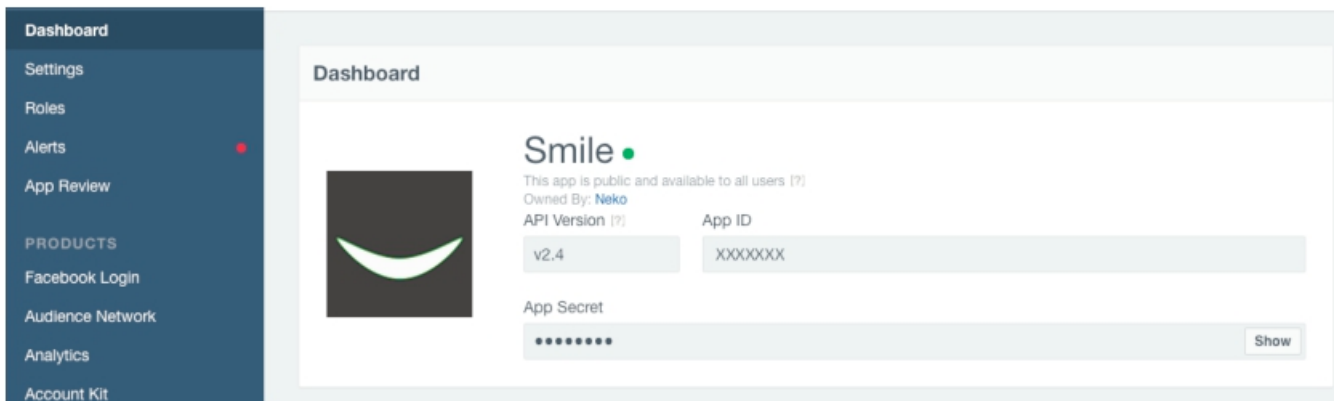 Dashboard
Settings
Roles
Alerts
App Review
PRODUCTS
Facebook Login
Audience Network
Analytics
Account Kit
Dashboard
Smile
This app is public and available to all users [?]
Owned By: Neko
API Version [?] App ID
v2.4 XXXXXXX
App Secret
●●●●●●●● Show